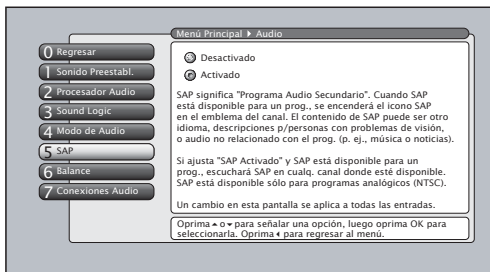 Menú Principal ▸ Audio
0 Regresar
1 Sonido Preestabl.
2 Procesador Audio
3 Sound Logic
4 Modo de Audio
5 SAP
6 Balance
7 Conexiones Audio
Desactivado
Activado
SAP significa "Programa Audio Secundario". Cuando SAP
está disponible para un prog., se encenderá el icono SAP
en el emblema del canal. El contenido de SAP puede ser otro
idioma, descripciones p/personas con problemas de visión,
o audio no relacionado con el prog. (p. ej., música o noticias).
Si ajusta "SAP Activado" y SAP está disponible para un
prog., escuchará SAP en cualq. canal donde esté disponible.
SAP está disponible sólo para programas analógicos (NTSC).
Un cambio en esta pantalla se aplica a todas las entradas.
Oprima ▴ o ▾ para señalar una opción, luego oprima OK para
seleccionarla. Oprima ◂ para regresar al menú.